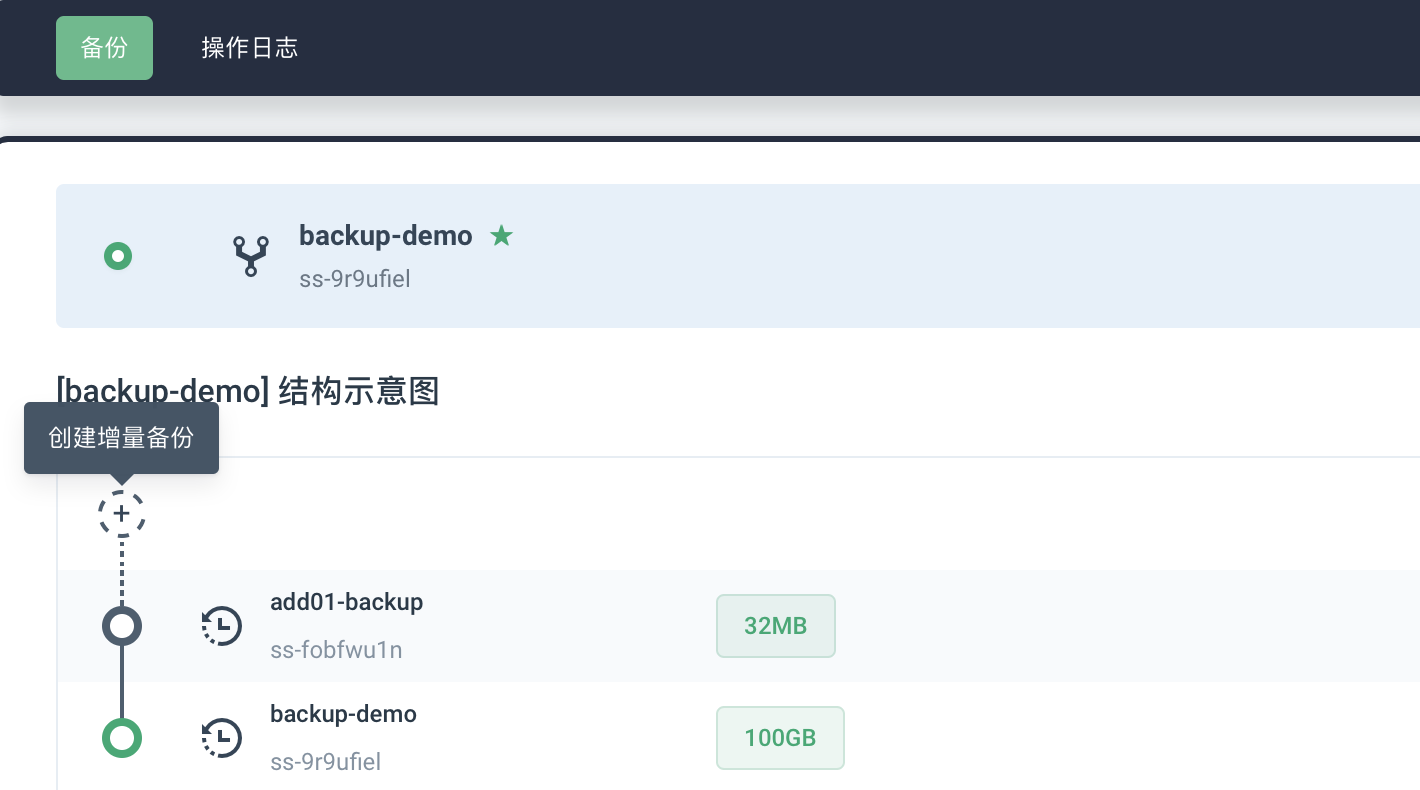 备份 操作日志
backup-demo
ss-9r9ufiel
[backup-demo] 结构示意图
创建增量备份
add01-backup
32MB
ss-fobfwu1n
backup-demo
100GB
ss-9r9ufiel